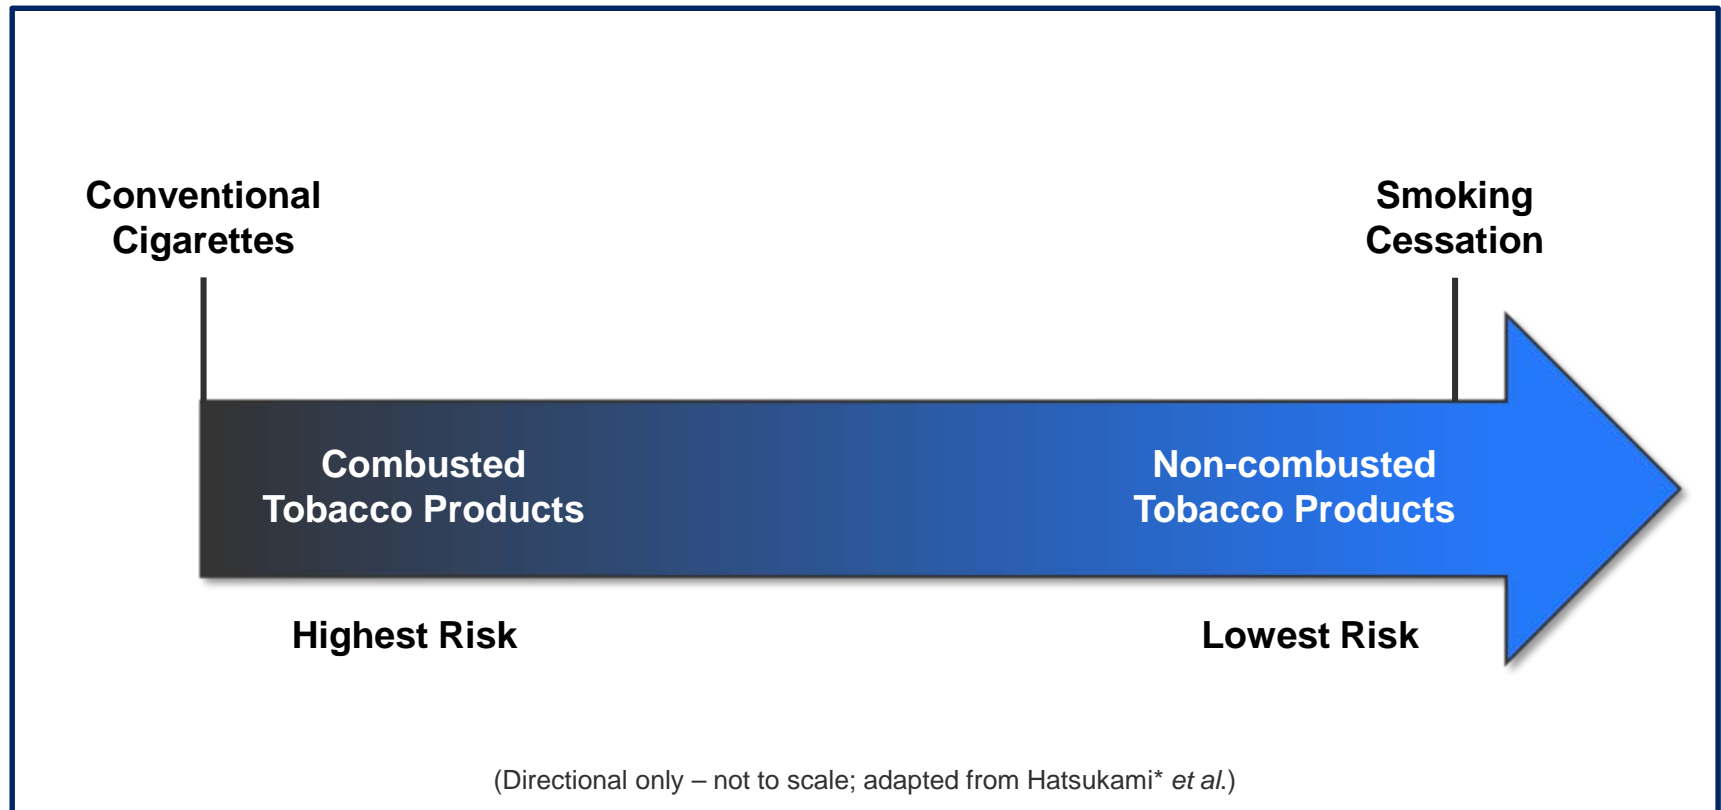 Conventional
Cigarettes
Smoking
Cessation
Combusted
Tobacco Products
Non-combusted
Tobacco Products
Highest Risk
Lowest Risk
(Directional only – not to scale; adapted from Hatsukami* et al.)